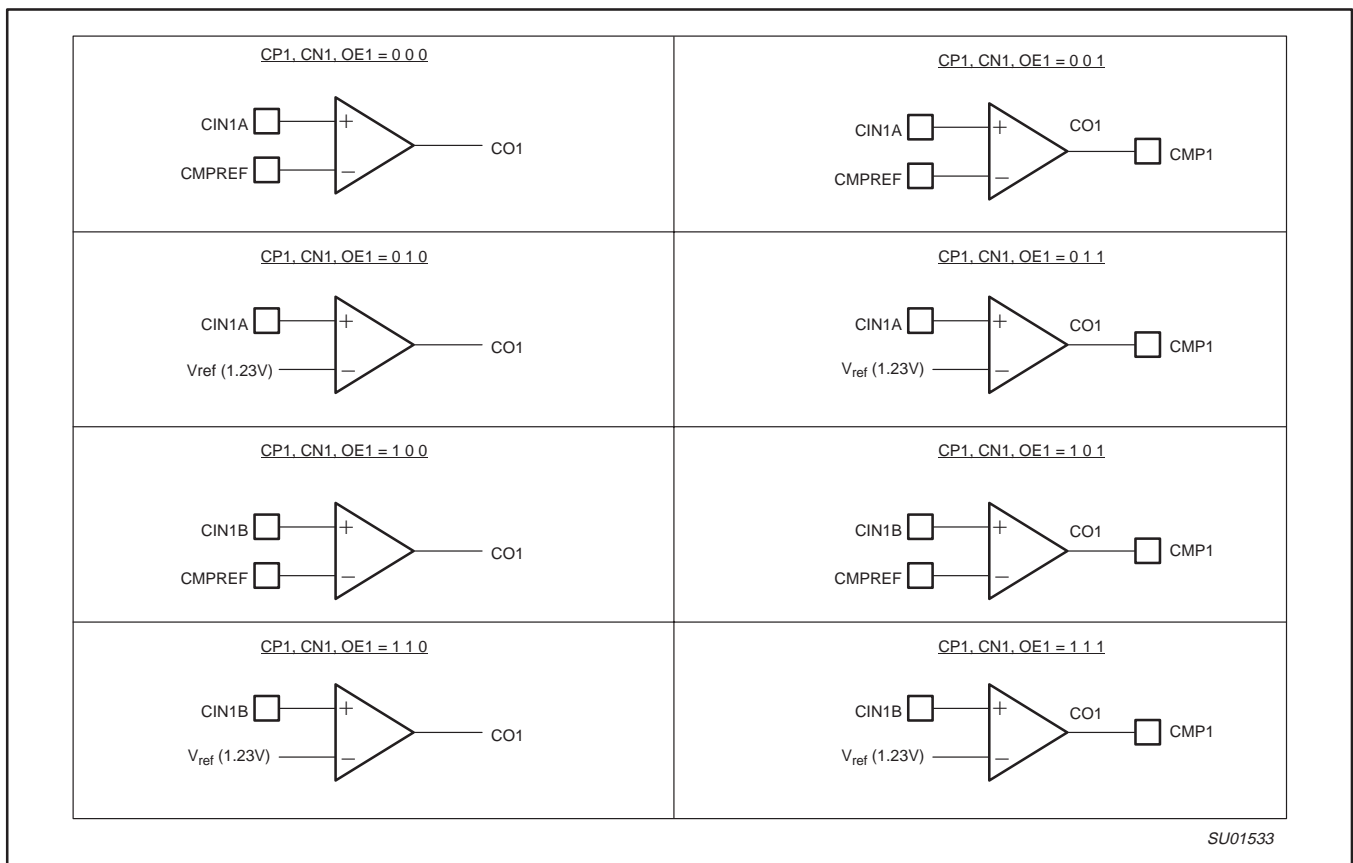 CP1, CN1, OE1 = 0 0 0
CIN1A
+
CO1
CMPREF
–
CP1, CN1, OE1 = 0 0 1
CIN1A
+
CO1
CMP1
CMPREF
–
CP1, CN1, OE1 = 0 1 0
CIN1A
+
CO1
Vref (1.23V)
–
CP1, CN1, OE1 = 0 1 1
CIN1A
+
CO1
CMP1
Vref (1.23V)
–
CP1, CN1, OE1 = 1 0 0
CIN1B
+
CO1
CMPREF
–
CP1, CN1, OE1 = 1 0 1
CIN1B
+
CO1
CMP1
CMPREF
–
CP1, CN1, OE1 = 1 1 0
CIN1B
+
CO1
Vref (1.23V)
–
CP1, CN1, OE1 = 1 1 1
CIN1B
+
CO1
CMP1
Vref (1.23V)
–
SU01533